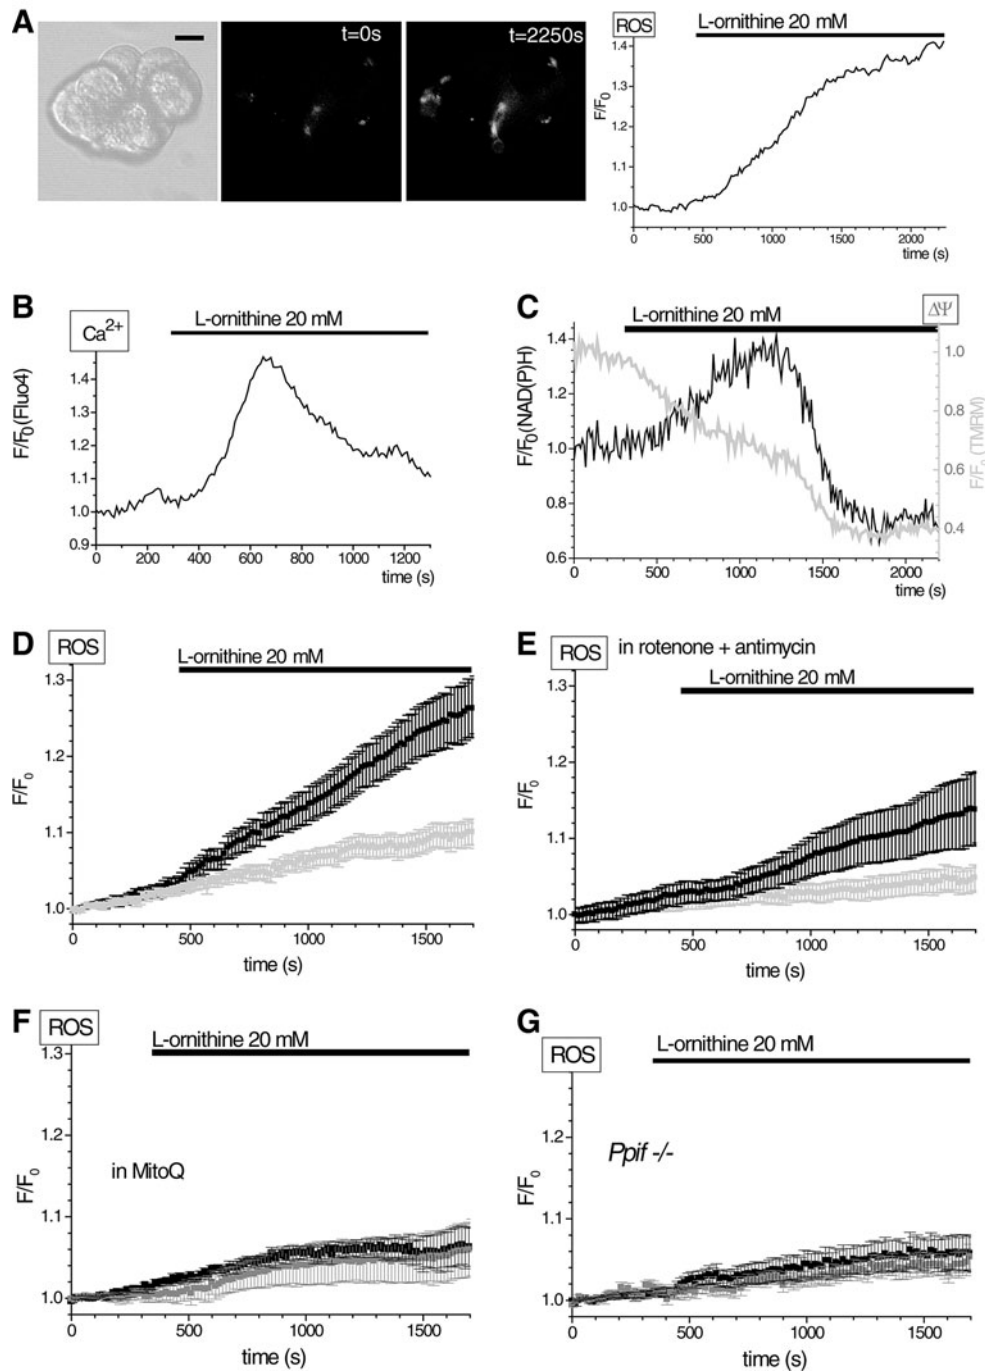 A
t=0s
t=2250s
ROS
L-ornithine 20 mM
F/F0
1.4
1.3
1.2
1.1
1.0
0 500 1000 1500 2000
time (s)
B
Ca2+
L-ornithine 20 mM
F/F0(Fluo4)
1.4
1.3
1.2
1.1
1.0
0.9
0 200 400 600 800 1000 1200
time (s)
C
L-ornithine 20 mM
ΔΨ
F/F0(NAD(P)H)
1.4
1.2
1.0
0.8
0.6
1.0
0.8
0.6
0.4
F/F0 (TMRM)
0 500 1000 1500 2000
time (s)
D
ROS
L-ornithine 20 mM
F/F0
1.3
1.2
1.1
1.0
0 500 1000 1500
time (s)
E
ROS
in rotenone + antimycin
L-ornithine 20 mM
F/F0
1.3
1.2
1.1
1.0
0 500 1000 1500
time (s)
F
ROS
L-ornithine 20 mM
in MitoQ
F/F0
1.3
1.2
1.1
1.0
0 500 1000 1500
time (s)
G
ROS
L-ornithine 20 mM
Ppif -/-
F/F0
1.2
1.1
1.0
0 500 1000 1500
time (s)